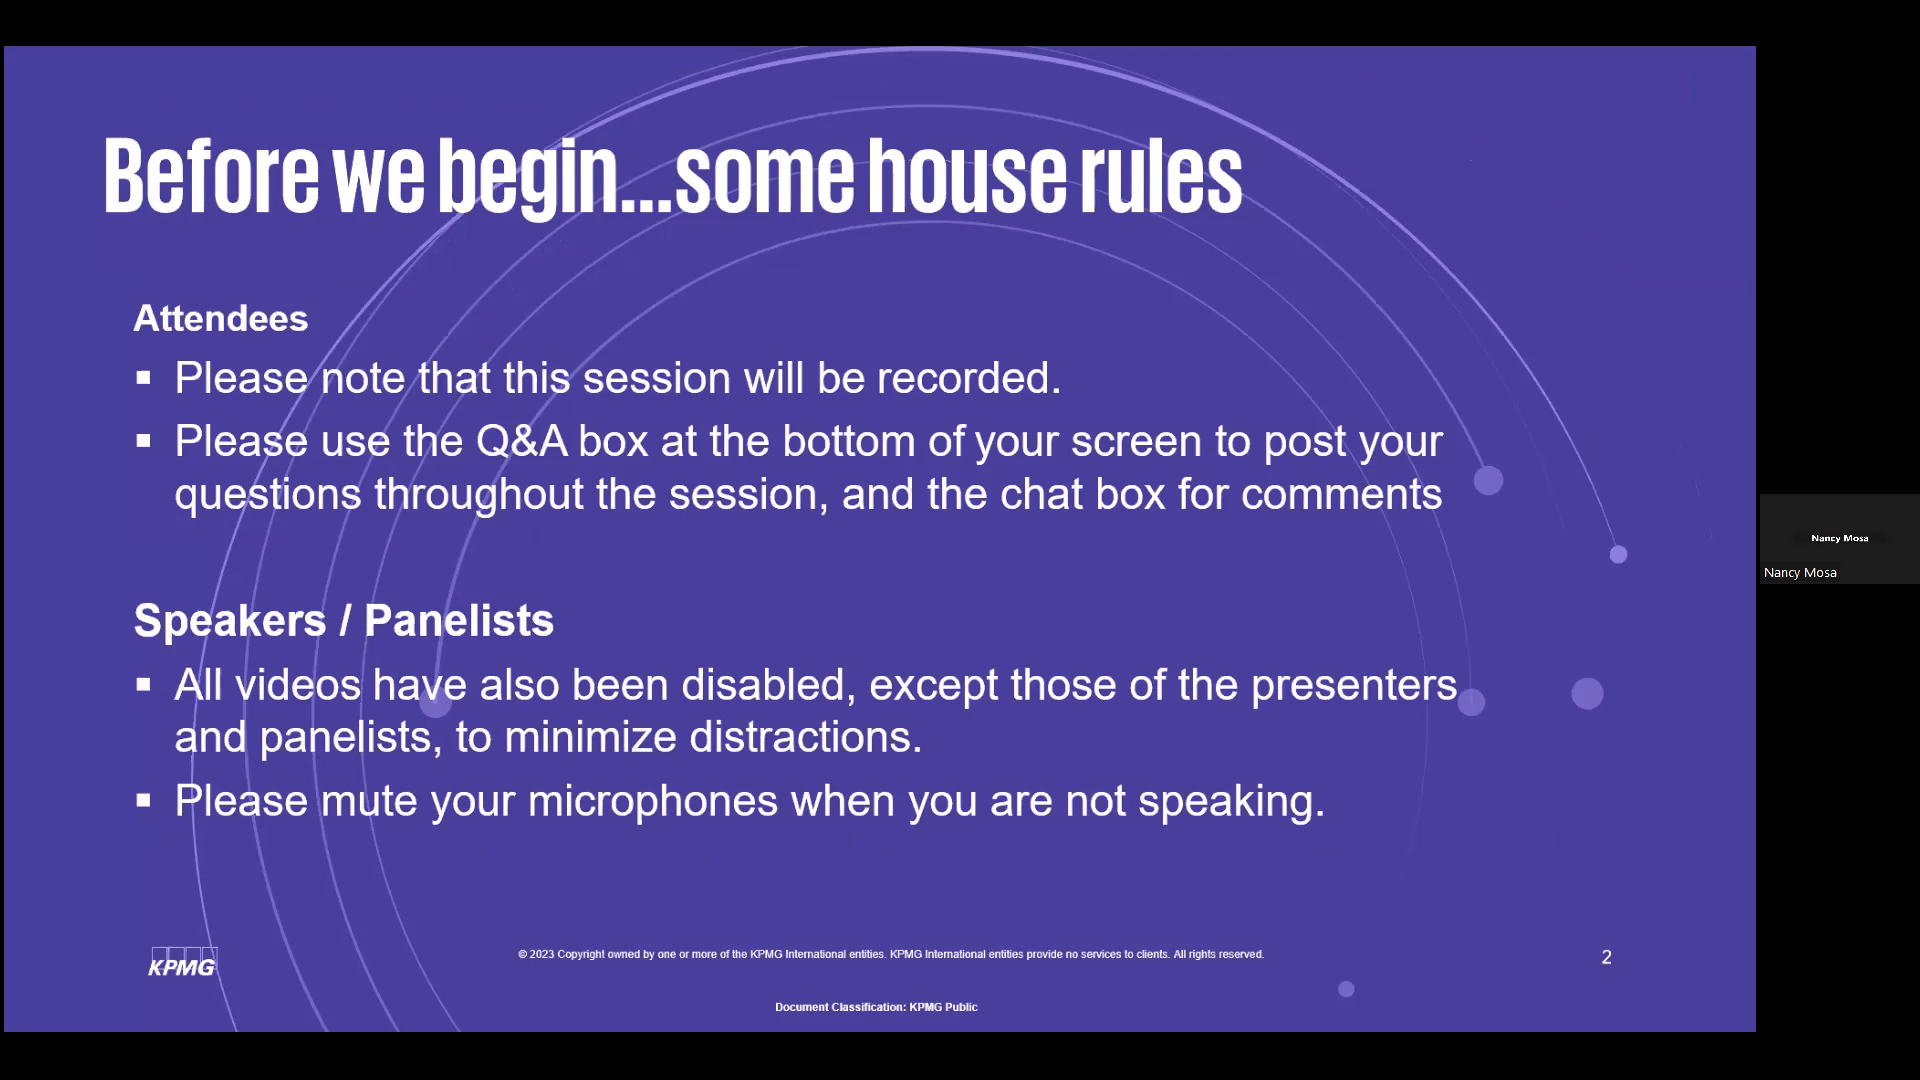 Before we begin...some house rules
Attendees
▪ Please note that this session will be recorded.
▪ Please use the Q&A box at the bottom of your screen to post your
questions throughout the session, and the chat box for comments
Speakers / Panelists
▪ All videos have also been disabled, except those of the presenters
and panelists, to minimize distractions.
▪ Please mute your microphones when you are not speaking.
KPMG
© 2023 Copyright owned by one or more of the KPMG International entities. KPMG International entities provide no services to clients. All rights reserved.
2
Document Classification: KPMG Public
Nancy Mosa
Nancy Mosa